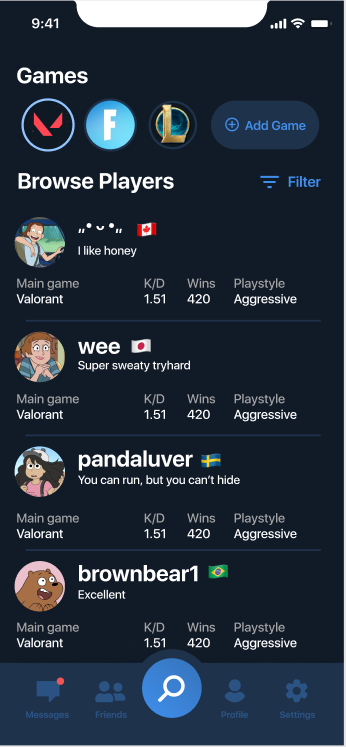 9:41
Games
Add Game
Browse Players
Filter
„• ᴗ •„
I like honey
Main game K/D Wins Playstyle
Valorant 1.51 420 Aggressive
wee
Super sweaty tryhard
Main game K/D Wins Playstyle
Valorant 1.51 420 Aggressive
pandaluver
You can run, but you can’t hide
Main game K/D Wins Playstyle
Valorant 1.51 420 Aggressive
brownbear1
Excellent
Main game K/D Wins Playstyle
Valorant 1.51 420 Aggressive
Messages Friends Profile Settings